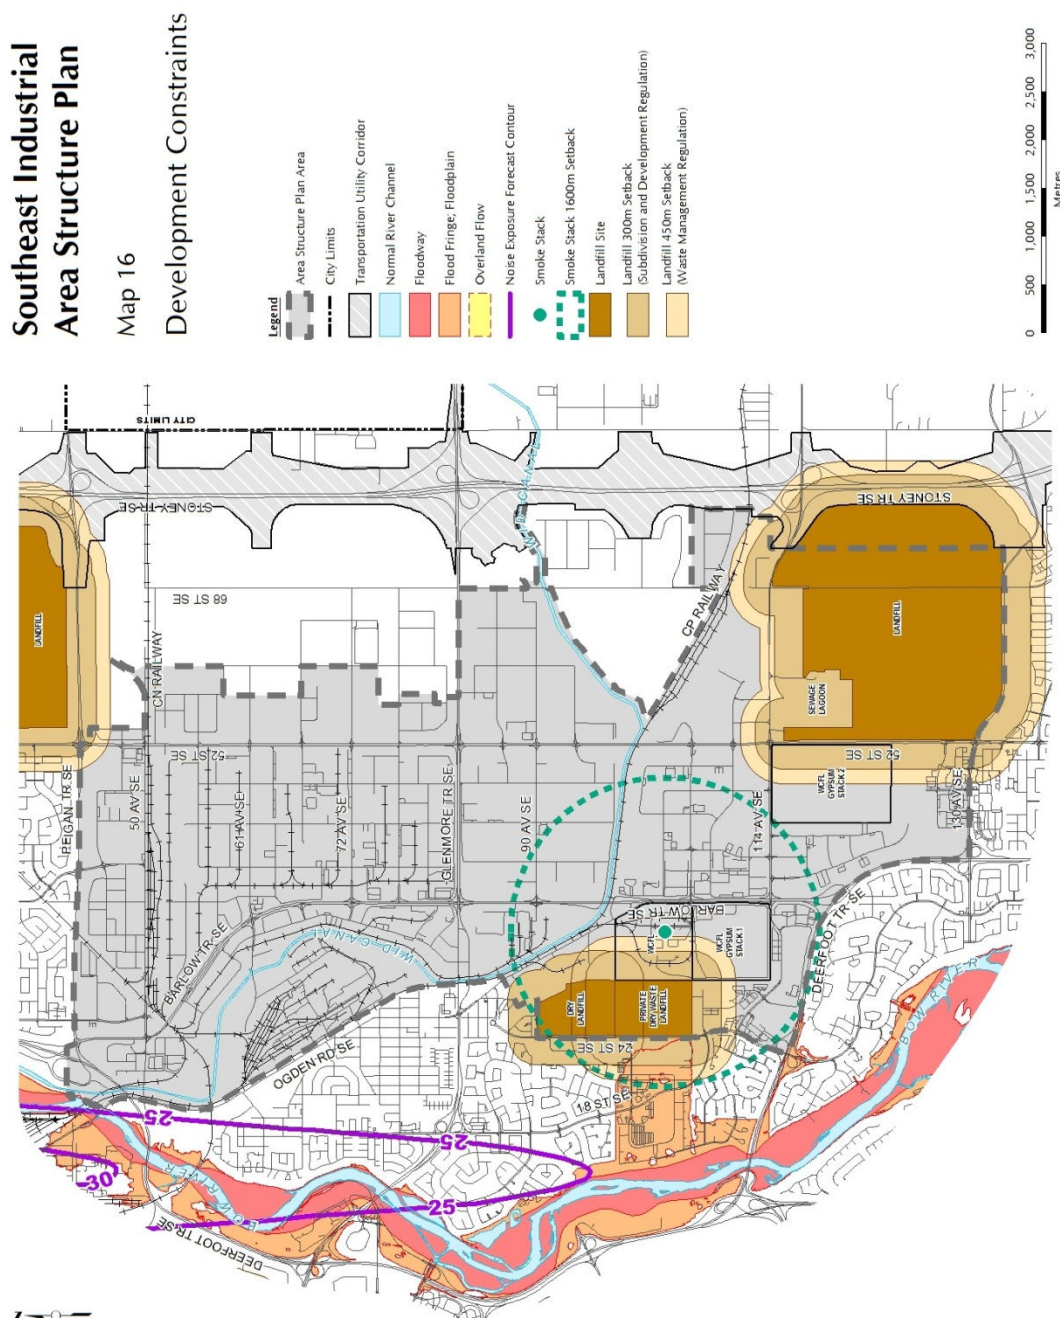 Southeast Industrial
Area Structure Plan
Map 16
Development Constraints
Legend
Area Structure Plan Area
City Limits
Transportation Utility Corridor
Normal River Channel
Floodway
Flood Fringe; Floodplain
Overland Flow
Noise Exposure Forecast Contour
Smoke Stack
Smoke Stack 1600m Setback
Landfill Site
Landfill 300m Setback
(Subdivision and Development Regulation)
Landfill 450m Setback
(Waste Management Regulation)
0
500
1,000
1,500
2,000
2,500
3,000
Metres
CITY LIMITS
STONEY TR SE
STONEY TR SE
LANDFILL
68 ST SE
CN RAILWAY
PEIGAN TR SE
50 AV SE
52 ST SE
61 AV SE
72 AV SE
GLENMORE TR SE
90 AV SE
W I D C A N A L
CP RAILWAY
LANDFILL
SEWAGE
LAGOON
52 ST SE
WCFL
GYPSUM
STACK 2
114 AV SE
130 AV SE
BARLOW TR SE
BARLOW TR SE
W I D C A N A L
WCFL
WCFL
GYPSUM
STACK 1
DEERFOOT TR SE
DRY
LANDFILL
PRIVATE
DRY WASTE
LANDFILL
24 ST SE
OGDEN RD SE
18 ST SE
BOW RIVER
BOW RIVER
DEERFOOT TR SE
25
25
25
30